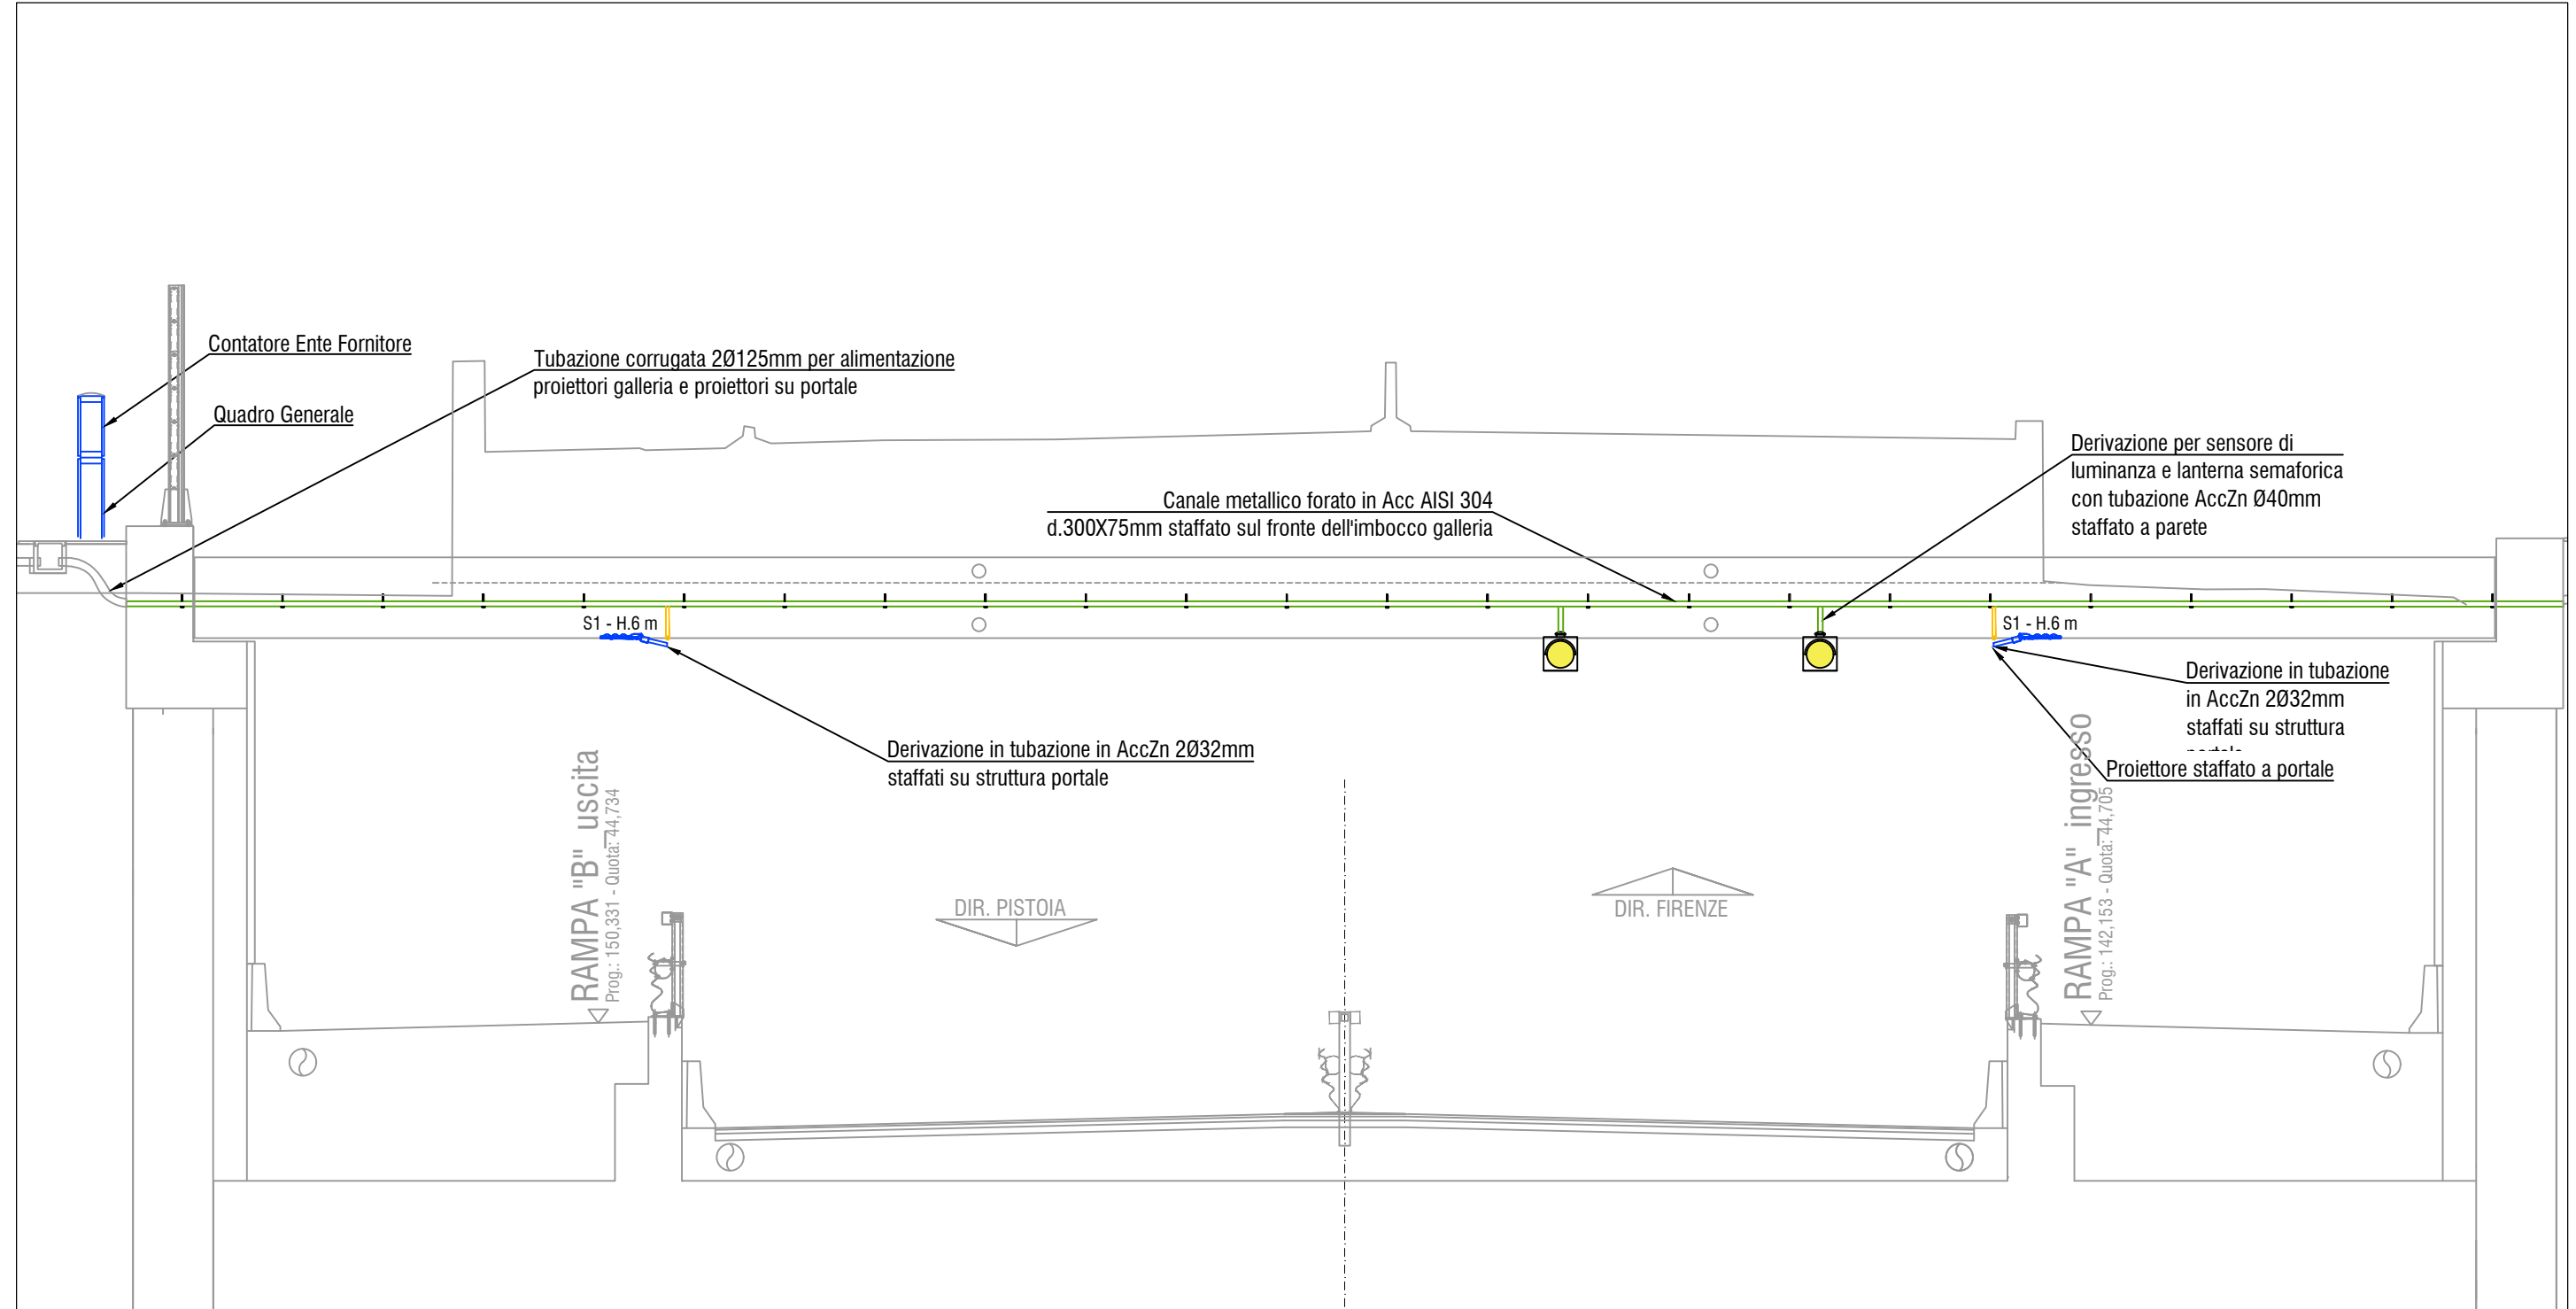 Contatore Ente Fornitore
Quadro Generale
Tubazione corrugata 2Ø125mm per alimentazione
proiettori galleria e proiettori su portale
Canale metallico forato in Acc AISI 304
d.300X75mm staffato sul fronte dell'imbocco galleria
Derivazione per sensore di
luminanza e lanterna semaforica
con tubazione AccZn Ø40mm
staffato a parete
S1 - H.6 m
S1 - H.6 m
Derivazione in tubazione in AccZn 2Ø32mm
staffati su struttura portale
Derivazione in tubazione
in AccZn 2Ø32mm
staffati su struttura
Proiettore staffato a portale
RAMPA "B"_uscita
Prog.: 150,331 - Quota: 44,734
DIR. PISTOIA
DIR. FIRENZE
RAMPA "A"_ingresso
Prog.: 142,153 - Quota: 44,705